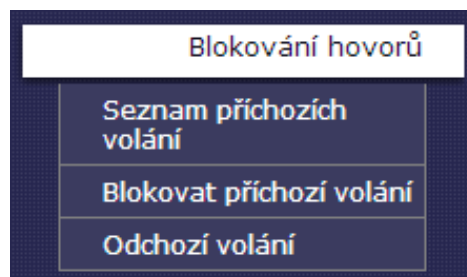 Blokování hovorů
Seznam příchozích
volání
Blokovat příchozí volání
Odchozí volání